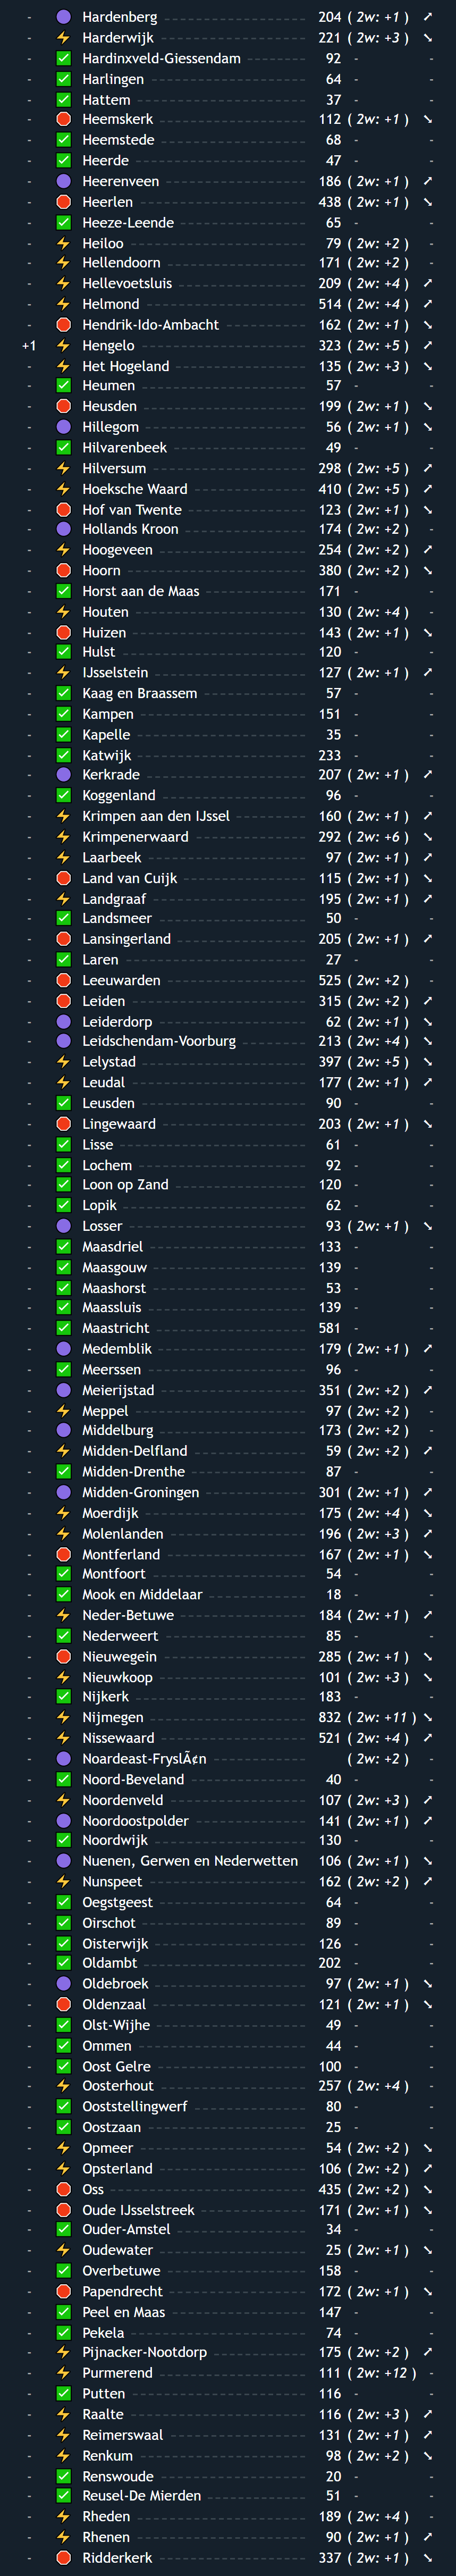 - Hardenberg 204 ( 2w: +1 ) ↗
- ⚡ Harderwijk 221 ( 2w: +3 ) ↘
- ✅ Hardinxveld-Giessendam 92 - -
- ✅ Harlingen 64 - -
- ✅ Hattem 37 - -
- Heemskerk 112 ( 2w: +1 ) ↘
- ✅ Heemstede 68 - -
- ✅ Heerde 47 - -
- Heerenveen 186 ( 2w: +1 ) ↗
- Heerlen 438 ( 2w: +1 ) ↘
- ✅ Heeze-Leende 65 - -
- ⚡ Heiloo 79 ( 2w: +2 ) -
- ⚡ Hellendoorn 171 ( 2w: +2 ) -
- ⚡ Hellevoetsluis 209 ( 2w: +4 ) ↗
- ⚡ Helmond 514 ( 2w: +4 ) ↗
- Hendrik-Ido-Ambacht 162 ( 2w: +1 ) ↘
+1 ⚡ Hengelo 323 ( 2w: +5 ) ↗
- ⚡ Het Hogeland 135 ( 2w: +3 ) ↘
- ✅ Heumen 57 - -
- Heusden 199 ( 2w: +1 ) ↘
- Hillegom 56 ( 2w: +1 ) ↘
- ✅ Hilvarenbeek 49 - -
- ⚡ Hilversum 298 ( 2w: +5 ) ↗
- ⚡ Hoeksche Waard 410 ( 2w: +5 ) ↗
- Hof van Twente 123 ( 2w: +1 ) ↘
- Hollands Kroon 174 ( 2w: +2 ) -
- ⚡ Hoogeveen 254 ( 2w: +2 ) ↗
- Hoorn 380 ( 2w: +2 ) ↘
- ✅ Horst aan de Maas 171 - -
- ⚡ Houten 130 ( 2w: +4 ) -
- Huizen 143 ( 2w: +1 ) ↘
- ✅ Hulst 120 - -
- ⚡ IJsselstein 127 ( 2w: +1 ) ↗
- ✅ Kaag en Braassem 57 - -
- ✅ Kampen 151 - -
- ✅ Kapelle 35 - -
- ✅ Katwijk 233 - -
- Kerkrade 207 ( 2w: +1 ) ↗
- ✅ Koggenland 96 - -
- ⚡ Krimpen aan den IJssel 160 ( 2w: +1 ) ↗
- ⚡ Krimpenerwaard 292 ( 2w: +6 ) ↘
- ⚡ Laarbeek 97 ( 2w: +1 ) ↗
- Land van Cuijk 115 ( 2w: +1 ) ↘
- ⚡ Landgraaf 195 ( 2w: +1 ) ↗
- ✅ Landsmeer 50 - -
- Lansingerland 205 ( 2w: +1 ) ↗
- ✅ Laren 27 - -
- Leeuwarden 525 ( 2w: +2 ) -
- Leiden 315 ( 2w: +2 ) ↗
- Leiderdorp 62 ( 2w: +1 ) ↘
- Leidschendam-Voorburg 213 ( 2w: +4 ) ↘
- ⚡ Lelystad 397 ( 2w: +5 ) ↘
- ⚡ Leudal 177 ( 2w: +1 ) ↗
- ✅ Leusden 90 - -
- Lingewaard 203 ( 2w: +1 ) ↘
- ✅ Lisse 61 - -
- ✅ Lochem 92 - -
- ✅ Loon op Zand 120 - -
- ✅ Lopik 62 - -
- Losser 93 ( 2w: +1 ) ↘
- ✅ Maasdriel 133 - -
- ✅ Maasgouw 139 - -
- ✅ Maashorst 53 - -
- ✅ Maassluis 139 - -
- ✅ Maastricht 581 - -
- Medemblik 179 ( 2w: +1 ) ↗
- ✅ Meerssen 96 - -
- Meierijstad 351 ( 2w: +2 ) ↗
- ⚡ Meppel 97 ( 2w: +2 ) -
- Middelburg 173 ( 2w: +2 ) -
- ⚡ Midden-Delfland 59 ( 2w: +2 ) ↗
- ✅ Midden-Drenthe 87 - -
- Midden-Groningen 301 ( 2w: +1 ) ↗
- ⚡ Moerdijk 175 ( 2w: +4 ) ↘
- ⚡ Molenlanden 196 ( 2w: +3 ) ↗
- Montferland 167 ( 2w: +1 ) ↘
- ✅ Montfoort 54 - -
- ✅ Mook en Middelaar 18 - -
- ⚡ Neder-Betuwe 184 ( 2w: +1 ) ↗
- ✅ Nederweert 85 - -
- Nieuwegein 285 ( 2w: +1 ) ↘
- ⚡ Nieuwkoop 101 ( 2w: +3 ) ↘
- ✅ Nijkerk 183 - -
- ⚡ Nijmegen 832 ( 2w: +11 ) ↘
- ⚡ Nissewaard 521 ( 2w: +4 ) ↗
- Noardeast-FryslÃ¢n ( 2w: +2 ) -
- ✅ Noord-Beveland 40 - -
- ⚡ Noordenveld 107 ( 2w: +3 ) ↗
- Noordoostpolder 141 ( 2w: +1 ) ↗
- ✅ Noordwijk 130 - -
- Nuenen, Gerwen en Nederwetten 106 ( 2w: +1 ) ↘
- ⚡ Nunspeet 162 ( 2w: +2 ) ↗
- ✅ Oegstgeest 64 - -
- ✅ Oirschot 89 - -
- ✅ Oisterwijk 126 - -
- ✅ Oldambt 202 - -
- Oldebroek 97 ( 2w: +1 ) ↘
- Oldenzaal 121 ( 2w: +1 ) ↘
- ✅ Olst-Wijhe 49 - -
- ✅ Ommen 44 - -
- ✅ Oost Gelre 100 - -
- ⚡ Oosterhout 257 ( 2w: +4 ) -
- ✅ Ooststellingwerf 80 - -
- ✅ Oostzaan 25 - -
- ⚡ Opmeer 54 ( 2w: +2 ) ↘
- ⚡ Opsterland 106 ( 2w: +2 ) ↗
- Oss 435 ( 2w: +2 ) ↘
- Oude IJsselstreek 171 ( 2w: +1 ) ↘
- ✅ Ouder-Amstel 34 - -
- ⚡ Oudewater 25 ( 2w: +1 ) ↘
- ✅ Overbetuwe 158 - -
- Papendrecht 172 ( 2w: +1 ) ↘
- ✅ Peel en Maas 147 - -
- ✅ Pekela 74 - -
- ⚡ Pijnacker-Nootdorp 175 ( 2w: +2 ) ↗
- ⚡ Purmerend 111 ( 2w: +12 ) -
- ✅ Putten 116 - -
- ⚡ Raalte 116 ( 2w: +3 ) ↗
- ⚡ Reimerswaal 131 ( 2w: +1 ) ↗
- ⚡ Renkum 98 ( 2w: +2 ) ↘
- ✅ Renswoude 20 - -
- ✅ Reusel-De Mierden 51 - -
- ⚡ Rheden 189 ( 2w: +4 ) -
- ⚡ Rhenen 90 ( 2w: +1 ) ↗
- Ridderkerk 337 ( 2w: +1 ) ↘